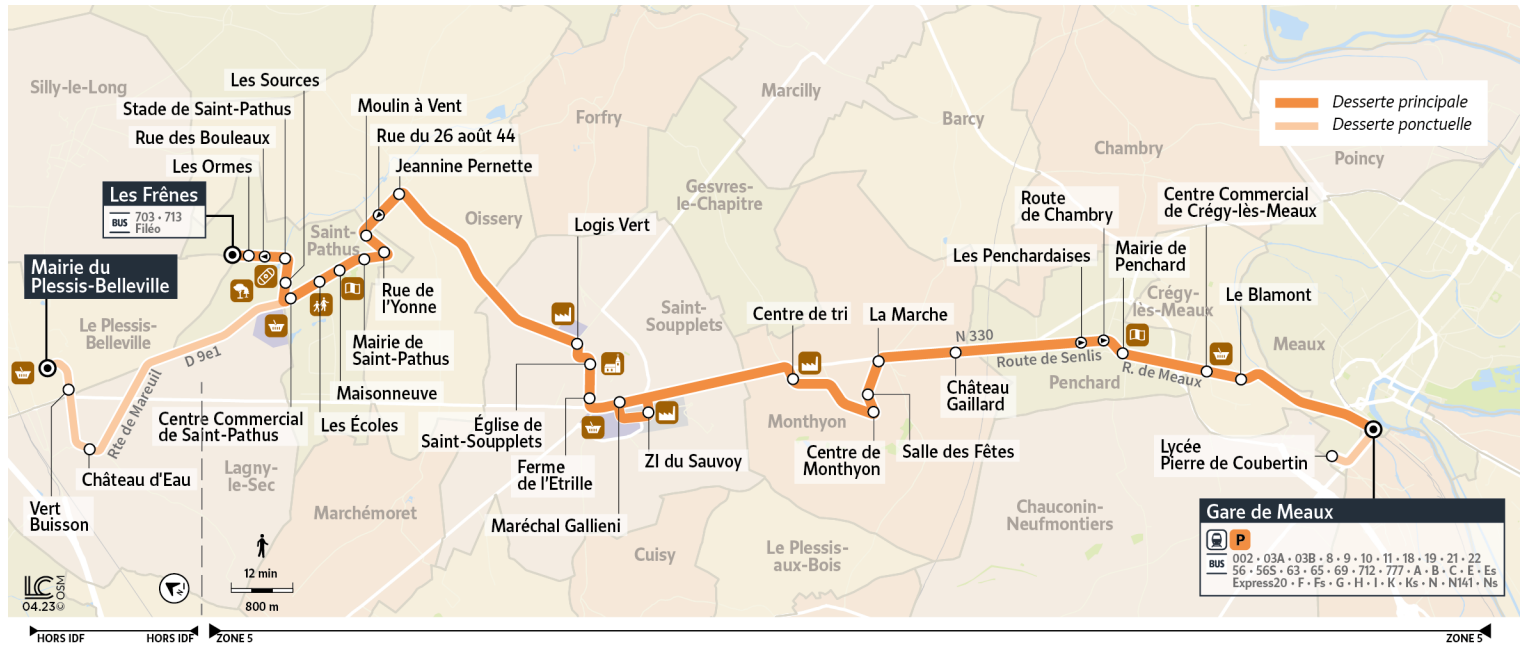 Silly-le-Long
Les Sources
Stade de Saint-Pathus
Rue des Bouleaux
Les Ormes
Les Frênes
BUS
703 • 713
Filéo
Mairie du
Plessis-Belleville
Le Plessis-
Belleville
D 9e1
Rte de Mareuil
Vert
Buisson
Château d'Eau
Centre Commercial
de Saint-Pathus
Lagny-
le-Sec
Saint-
Pathus
Moulin à Vent
Rue du 26 août 44
Jeannine Pernette
Rue de
l'Yonne
Mairie de
Saint-Pathus
Maisonneuve
Les Écoles
Marchémoret
Oissery
Forfry
Marcilly
Gesvres-
le-Chapitre
Logis Vert
Saint-
Soupplets
Église de
Saint-Soupplets
Ferme
de l'Etrille
Maréchal Gallieni
ZI du Sauvoy
Cuisy
Le Plessis-
aux-Bois
Centre de tri
La Marche
Monthyon
Centre de
Monthyon
Salle des Fêtes
Château
Gaillard
N 330
Route de Senlis
Barcy
Chambry
Poincy
Desserte principale
Desserte ponctuelle
Route
de Chambry
Les Penchardaises
Mairie de
Penchard
Centre Commercial
de Crégy-lès-Meaux
Le Blamont
Crégy-
lès-Meaux
Penchard
R. de Meaux
Meaux
Chauconin-
Neufmontiers
Lycée
Pierre de Coubertin
Gare de Meaux
P
BUS
002 • 03A • 03B • 8 • 9 • 10 • 11 • 18 • 19 • 21 • 22
56 • 56S • 63 • 65 • 69 • 712 • 777 • A • B • C • E • Es
Express20 • F • Fs • G • H • I • K • Ks • N • N141 • Ns
12 min
800 m
LC
04.23
© OSM
HORS IDF
HORS IDF
ZONE 5
ZONE 5